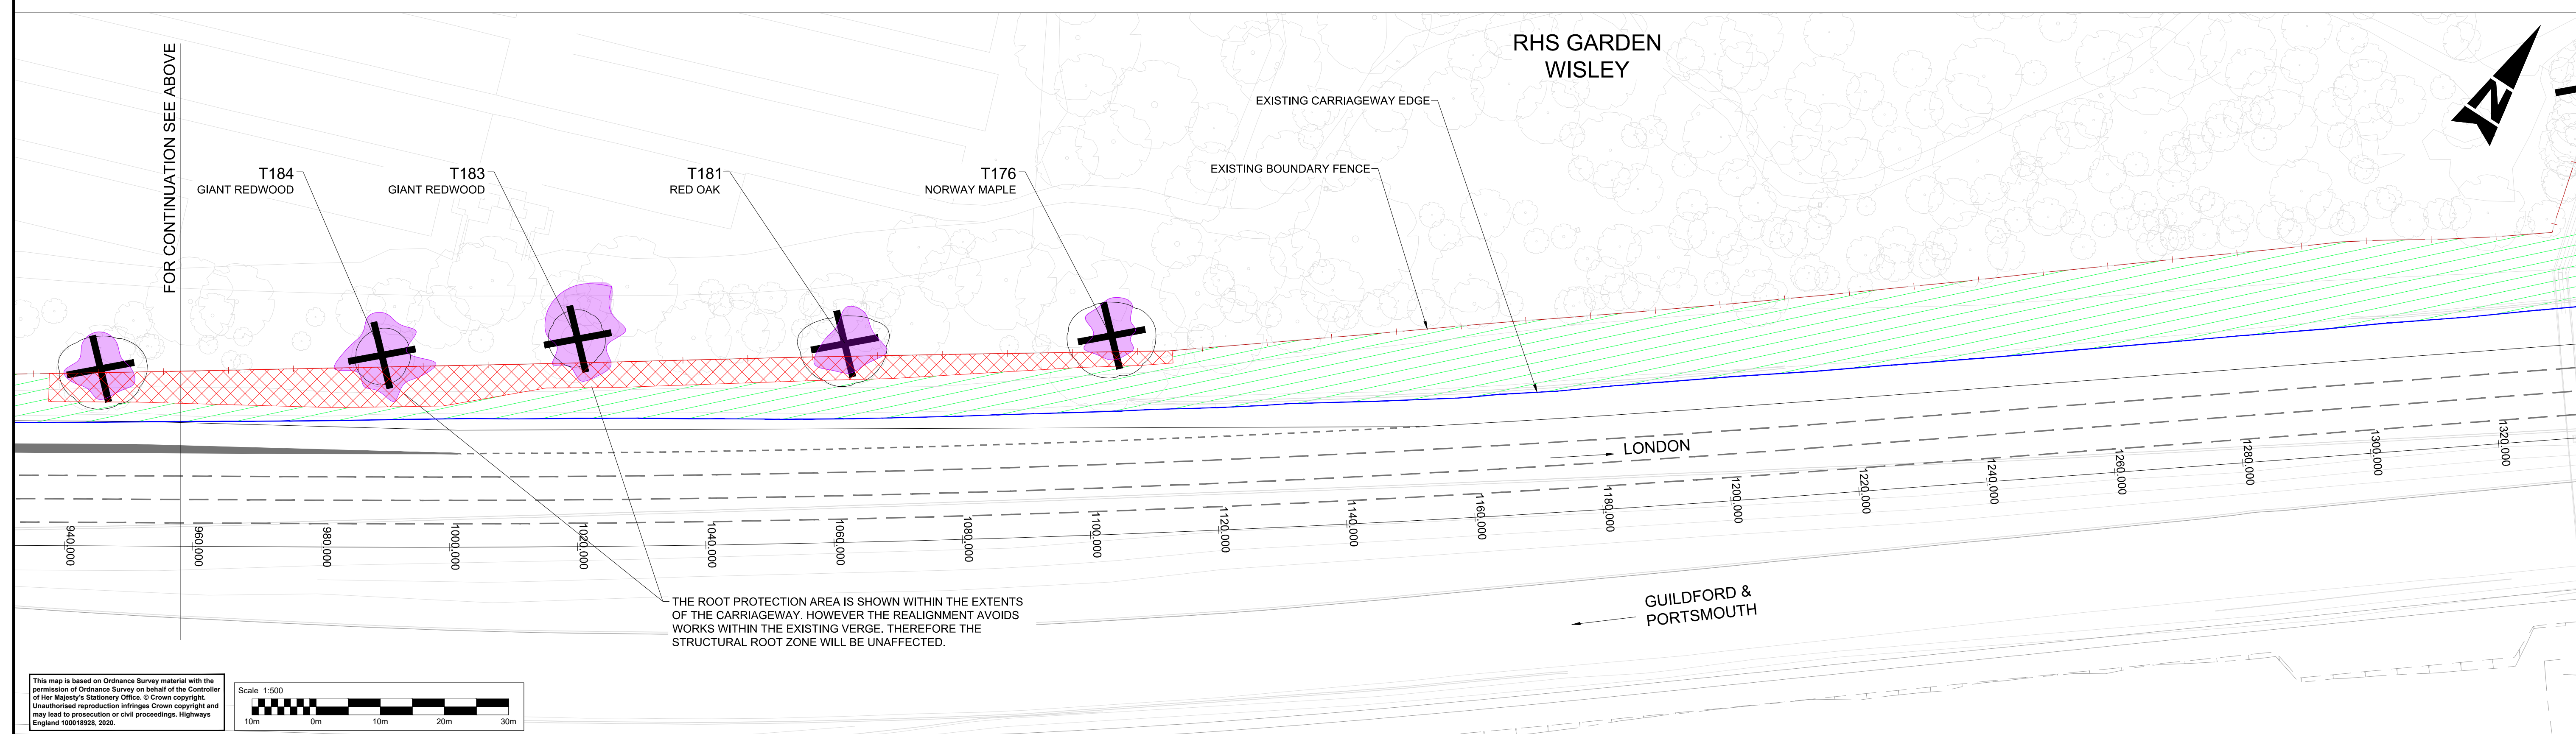 RHS GARDEN
WISLEY
FOR CONTINUATION SEE ABOVE
EXISTING CARRIAGEWAY EDGE
EXISTING BOUNDARY FENCE
T184
GIANT REDWOOD
T183
GIANT REDWOOD
T181
RED OAK
T176
NORWAY MAPLE
N
LONDON
940.000
960.000
980.000
1000.000
1020.000
1040.000
1060.000
1080.000
1100.000
1120.000
1140.000
1160.000
1180.000
1200.000
1220.000
1240.000
1260.000
1280.000
1300.000
1320.000
THE ROOT PROTECTION AREA IS SHOWN WITHIN THE EXTENTS
OF THE CARRIAGEWAY. HOWEVER THE REALIGNMENT AVOIDS
WORKS WITHIN THE EXISTING VERGE. THEREFORE THE
STRUCTURAL ROOT ZONE WILL BE UNAFFECTED.
GUILDFORD &
PORTSMOUTH
This map is based on Ordnance Survey material with the
permission of Ordnance Survey on behalf of the Controller
of Her Majesty's Stationery Office. © Crown copyright.
Unauthorised reproduction infringes Crown copyright and
may lead to prosecution or civil proceedings. Highways
England 100018928, 2020.
Scale 1:500
10m 0m 10m 20m 30m